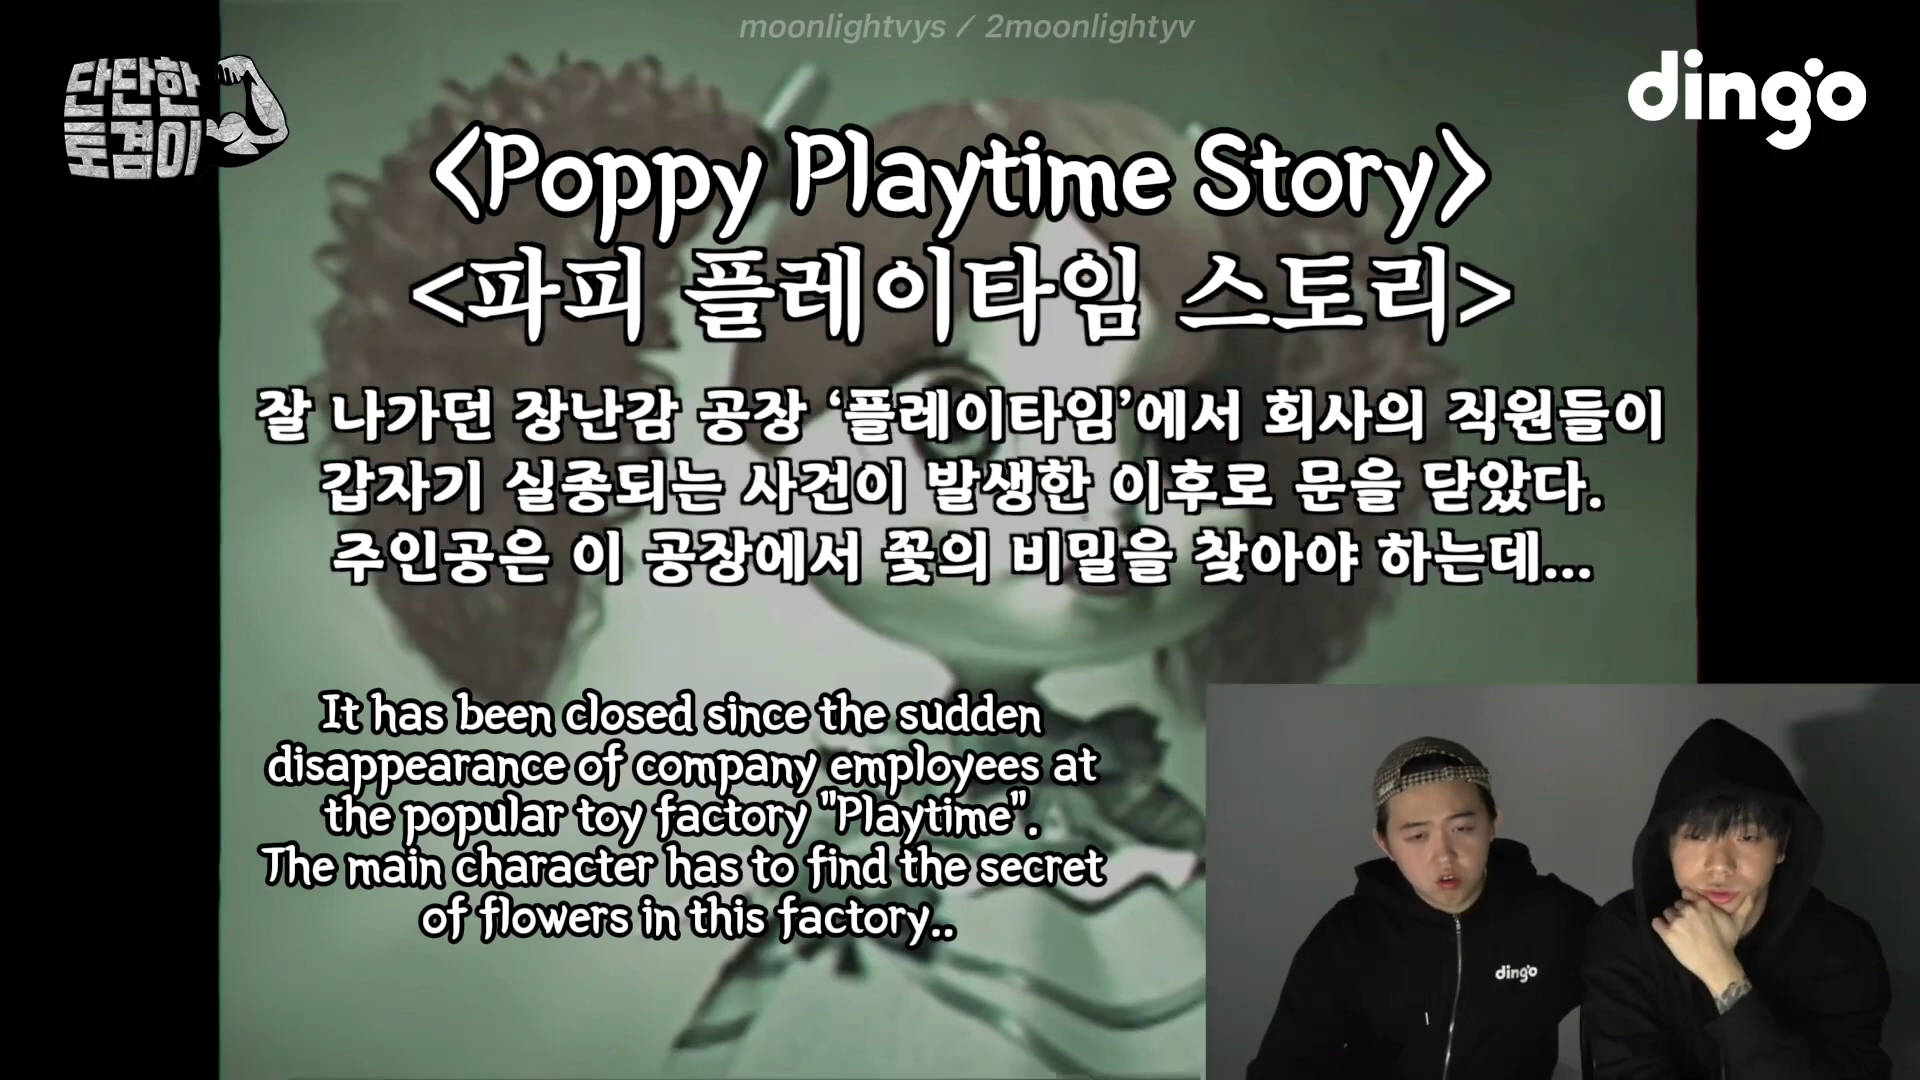 moonlightvys / 2moonlightyv
단단한
토겸이
dingo
<Poppy Playtime Story>
<파피 플레이타임 스토리>
잘 나가던 장난감 공장 ‘플레이타임’에서 회사의 직원들이
갑자기 실종되는 사건이 발생한 이후로 문을 닫았다.
주인공은 이 공장에서 꽃의 비밀을 찾아야 하는데...
It has been closed since the sudden
disappearance of company employees at
the popular toy factory "Playtime".
The main character has to find the secret
of flowers in this factory..
dingo